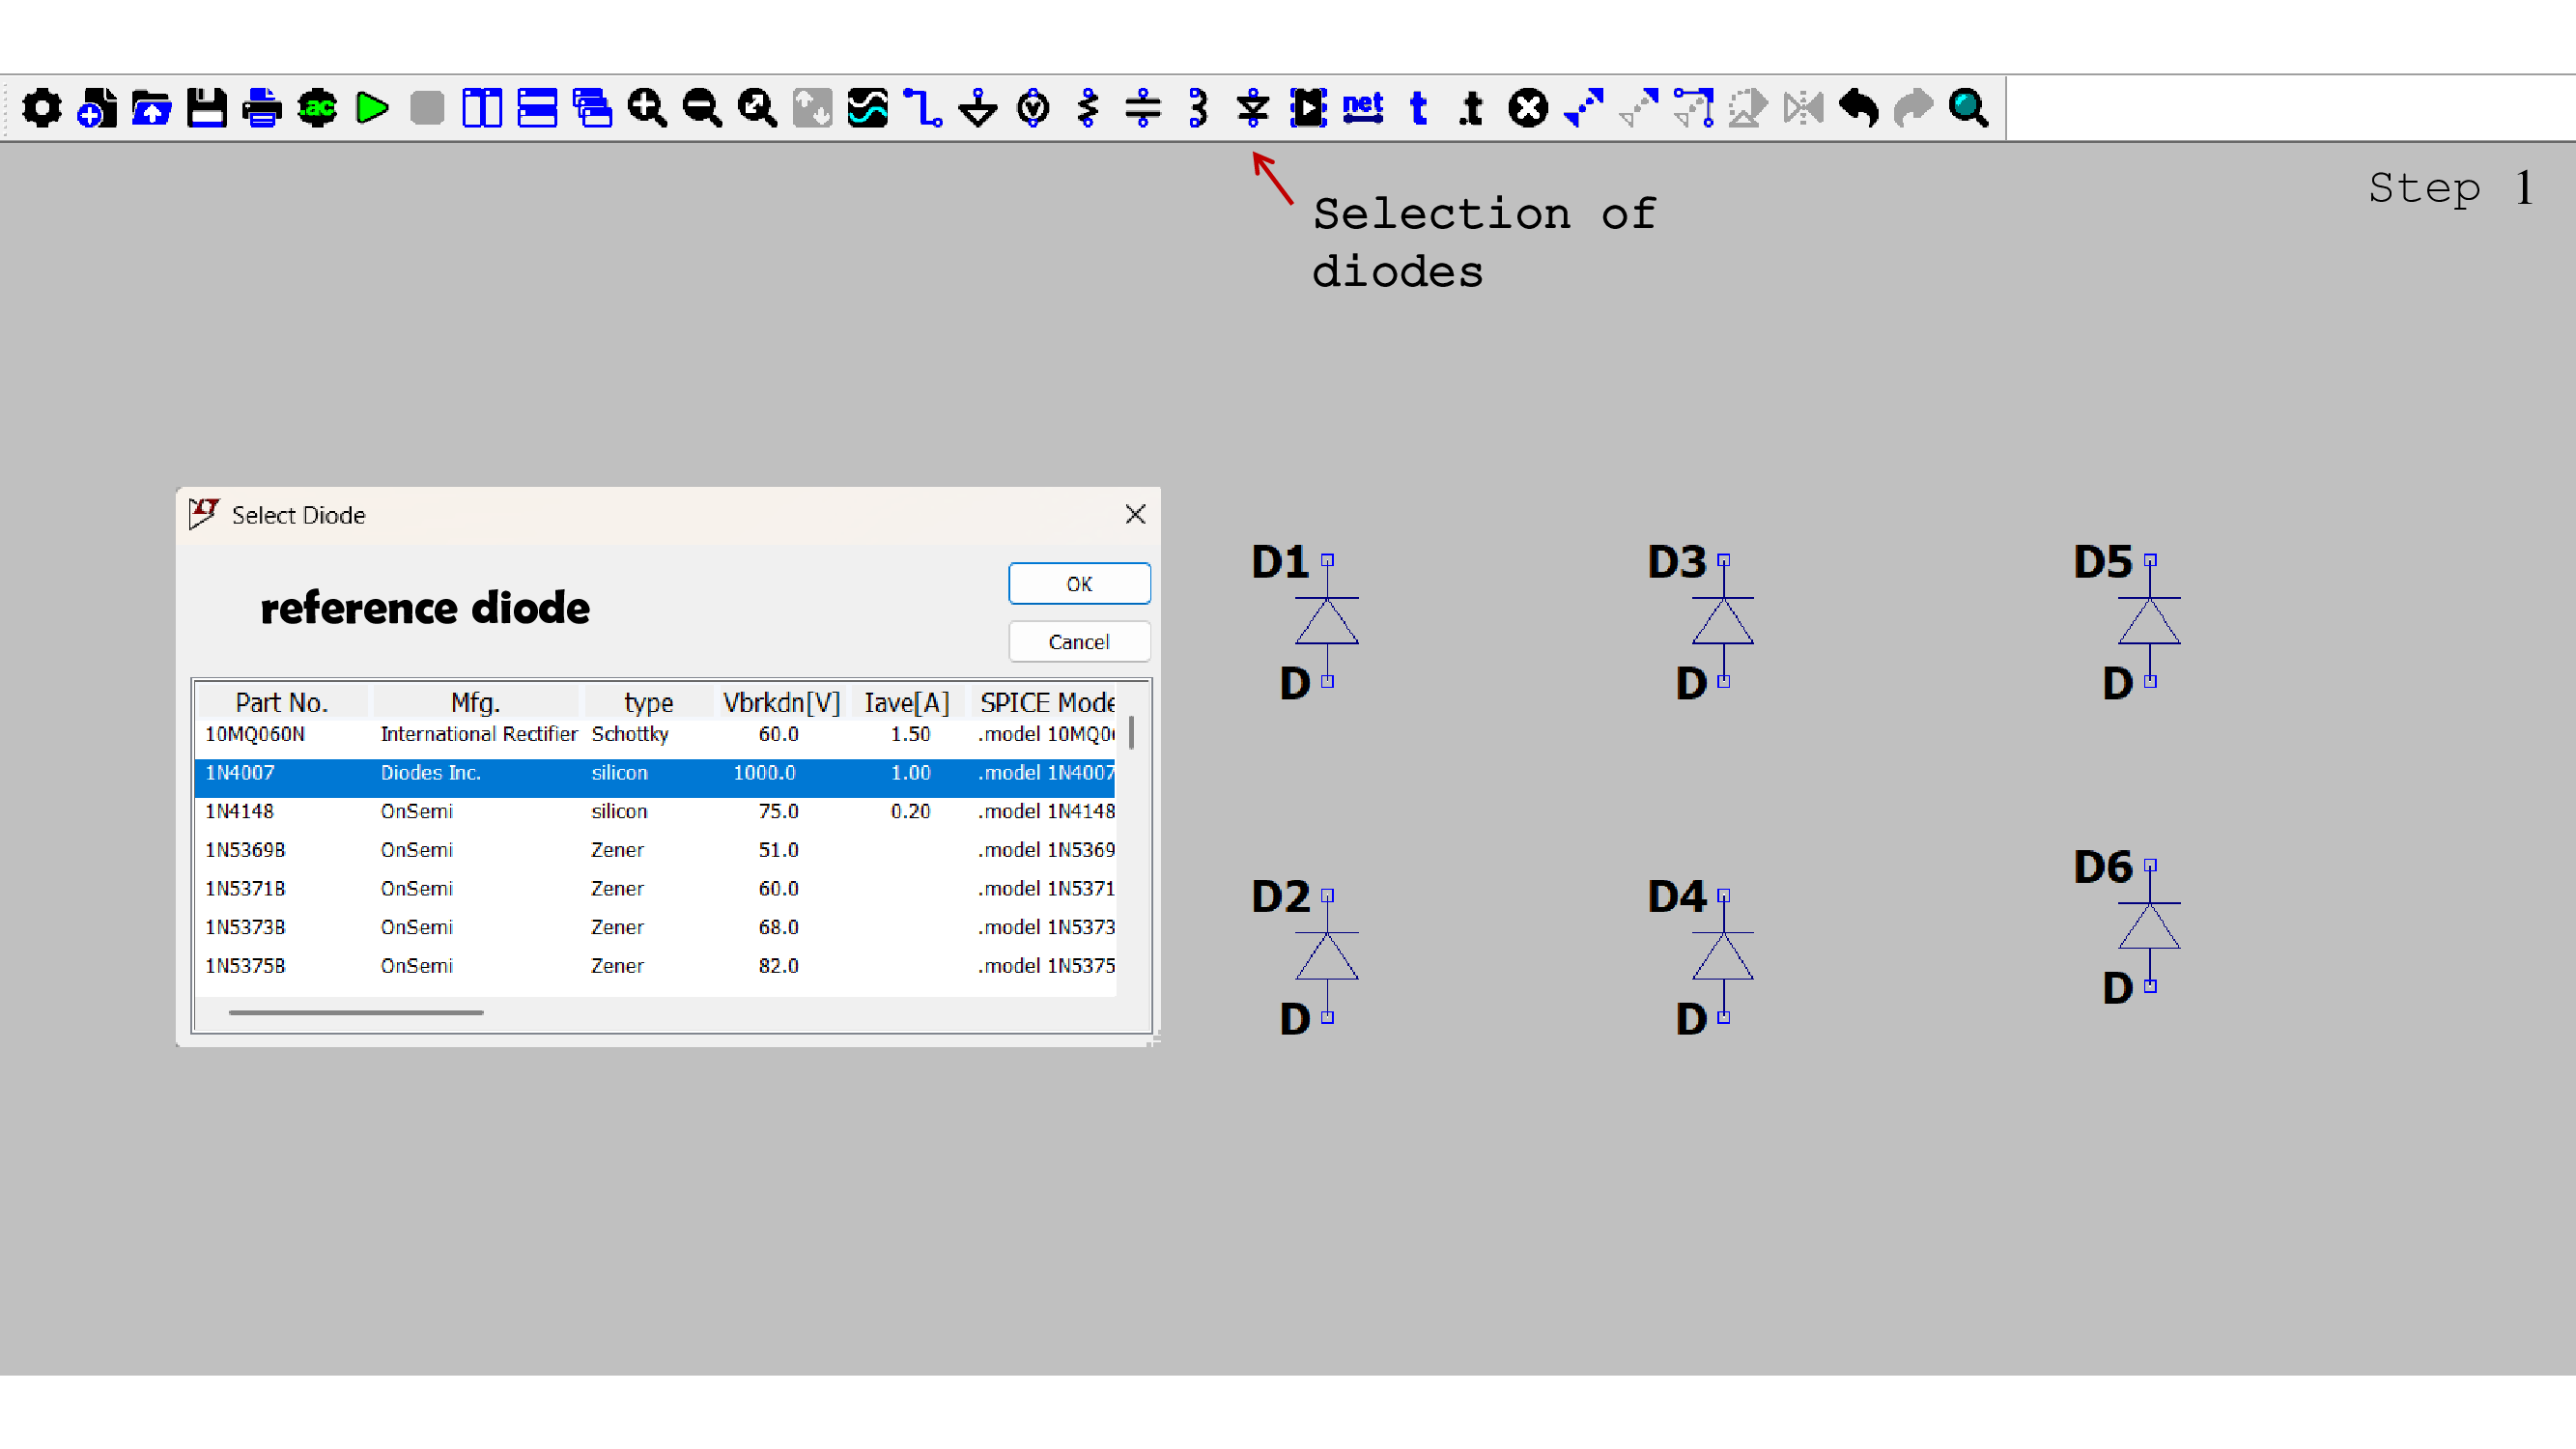 ac
net
t
.t
Step 1
Selection of
diodes
Select Diode
reference diode
OK
Cancel
Part No. Mfg. type Vbrkdn[V] Iave[A] SPICE Mode
10MQ060N International Rectifier Schottky 60.0 1.50 .model 10MQ0
1N4007 Diodes Inc. silicon 1000.0 1.00 .model 1N4007
1N4148 OnSemi silicon 75.0 0.20 .model 1N4148
1N5369B OnSemi Zener 51.0 .model 1N5369
1N5371B OnSemi Zener 60.0 .model 1N5371
1N5373B OnSemi Zener 68.0 .model 1N5373
1N5375B OnSemi Zener 82.0 .model 1N5375
D1
D
D3
D
D5
D
D2
D
D4
D
D6
D